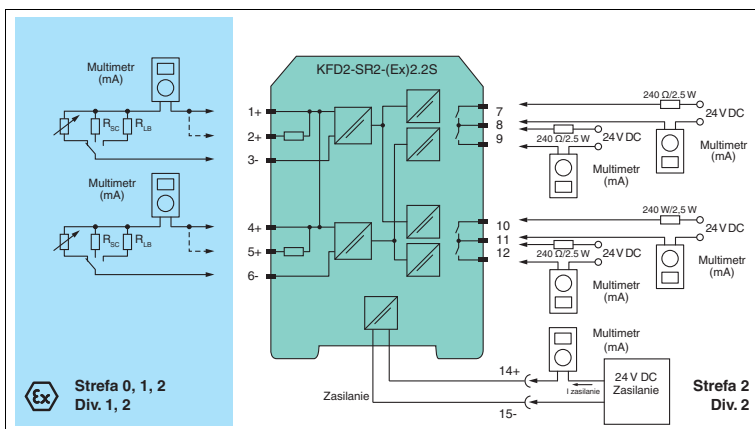 KFD2-SR2-(Ex)2.2S
Multimetr
(mA)
RSC
RLB
1+
2+
3-
Multimetr
(mA)
RSC
RLB
4+
5+
6-
7
8
9
240 Ω/2.5 W
24 V DC
240 Ω/2.5 W
24 V DC
Multimetr
(mA)
Multimetr
(mA)
10
11
12
240 W/2,5 W
24 V DC
240 Ω/2.5 W
24 V DC
Multimetr
(mA)
Multimetr
(mA)
Multimetr
(mA)
14+
15-
Zasilanie
I zasilanie
24 V DC
Zasilanie
Ex
Strefa 0, 1, 2
Div. 1, 2
Strefa 2
Div. 2